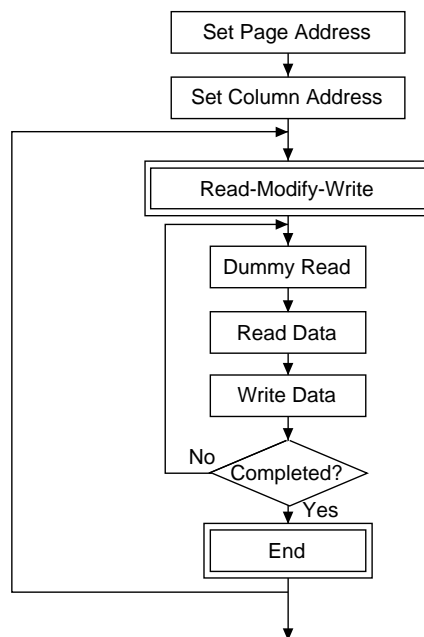 Set Page Address
Set Column Address
Read-Modify-Write
Dummy Read
Read Data
Write Data
No
Completed?
Yes
End